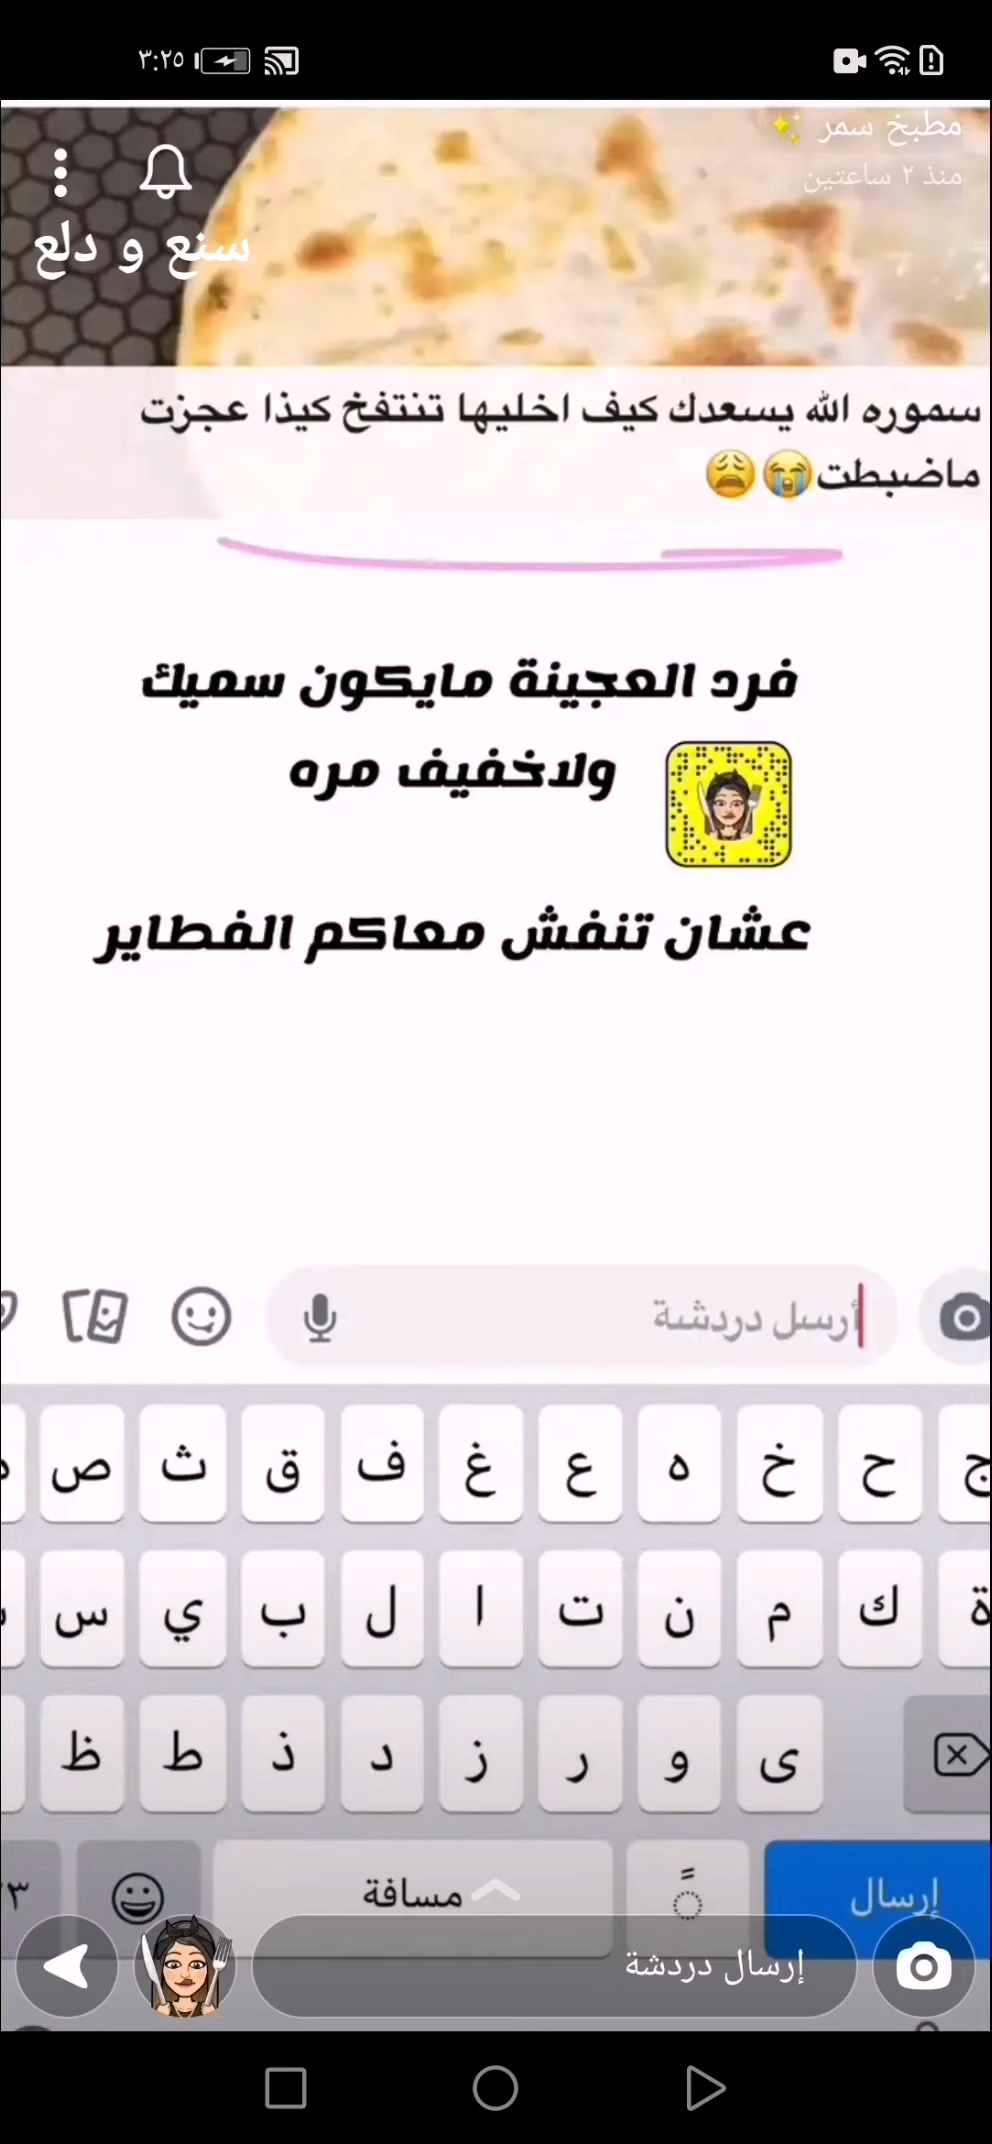 ٣:٢٥
مطبخ سمر ✨
منذ ٢ ساعتين
سنع و دلع
سموره الله يسعدك كيف اخليها تنتفخ كيذا عجزت
ماضبطت😭😩
فرد العجينة مايكون سميك
ولاخفيف مره
عشان تنفش معاكم الفطاير
أرسل دردشة
ج ح خ ه ع غ ف ق ث ص
ة ك م ن ت ا ل ب ي س
ى و ر ز د ذ ط ظ
إرسال
مسافة
إرسال دردشة